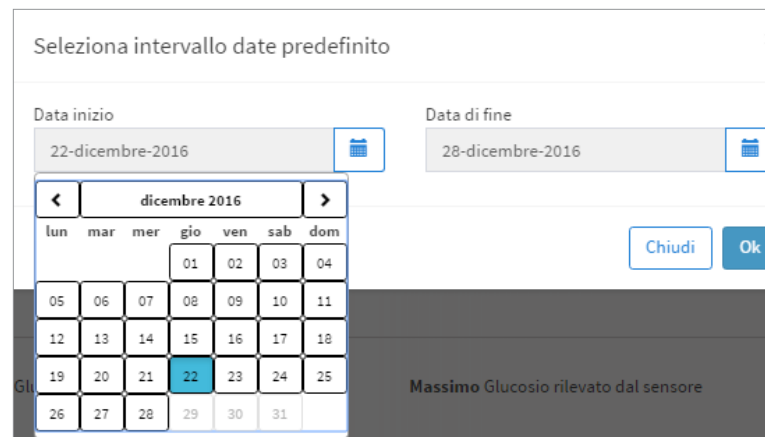 Seleziona intervallo date predefinito
Data inizio Data di fine
22-dicembre-2016 28-dicembre-2016
dicembre 2016
lun mar mer gio ven sab dom
01 02 03 04
Chiudi Ok
05 06 07 08 09 10 11
12 13 14 15 16 17 18
19 20 21 22 23 24 25
Massimo Glucosio rilevato dal sensore
26 27 28 29 30 31